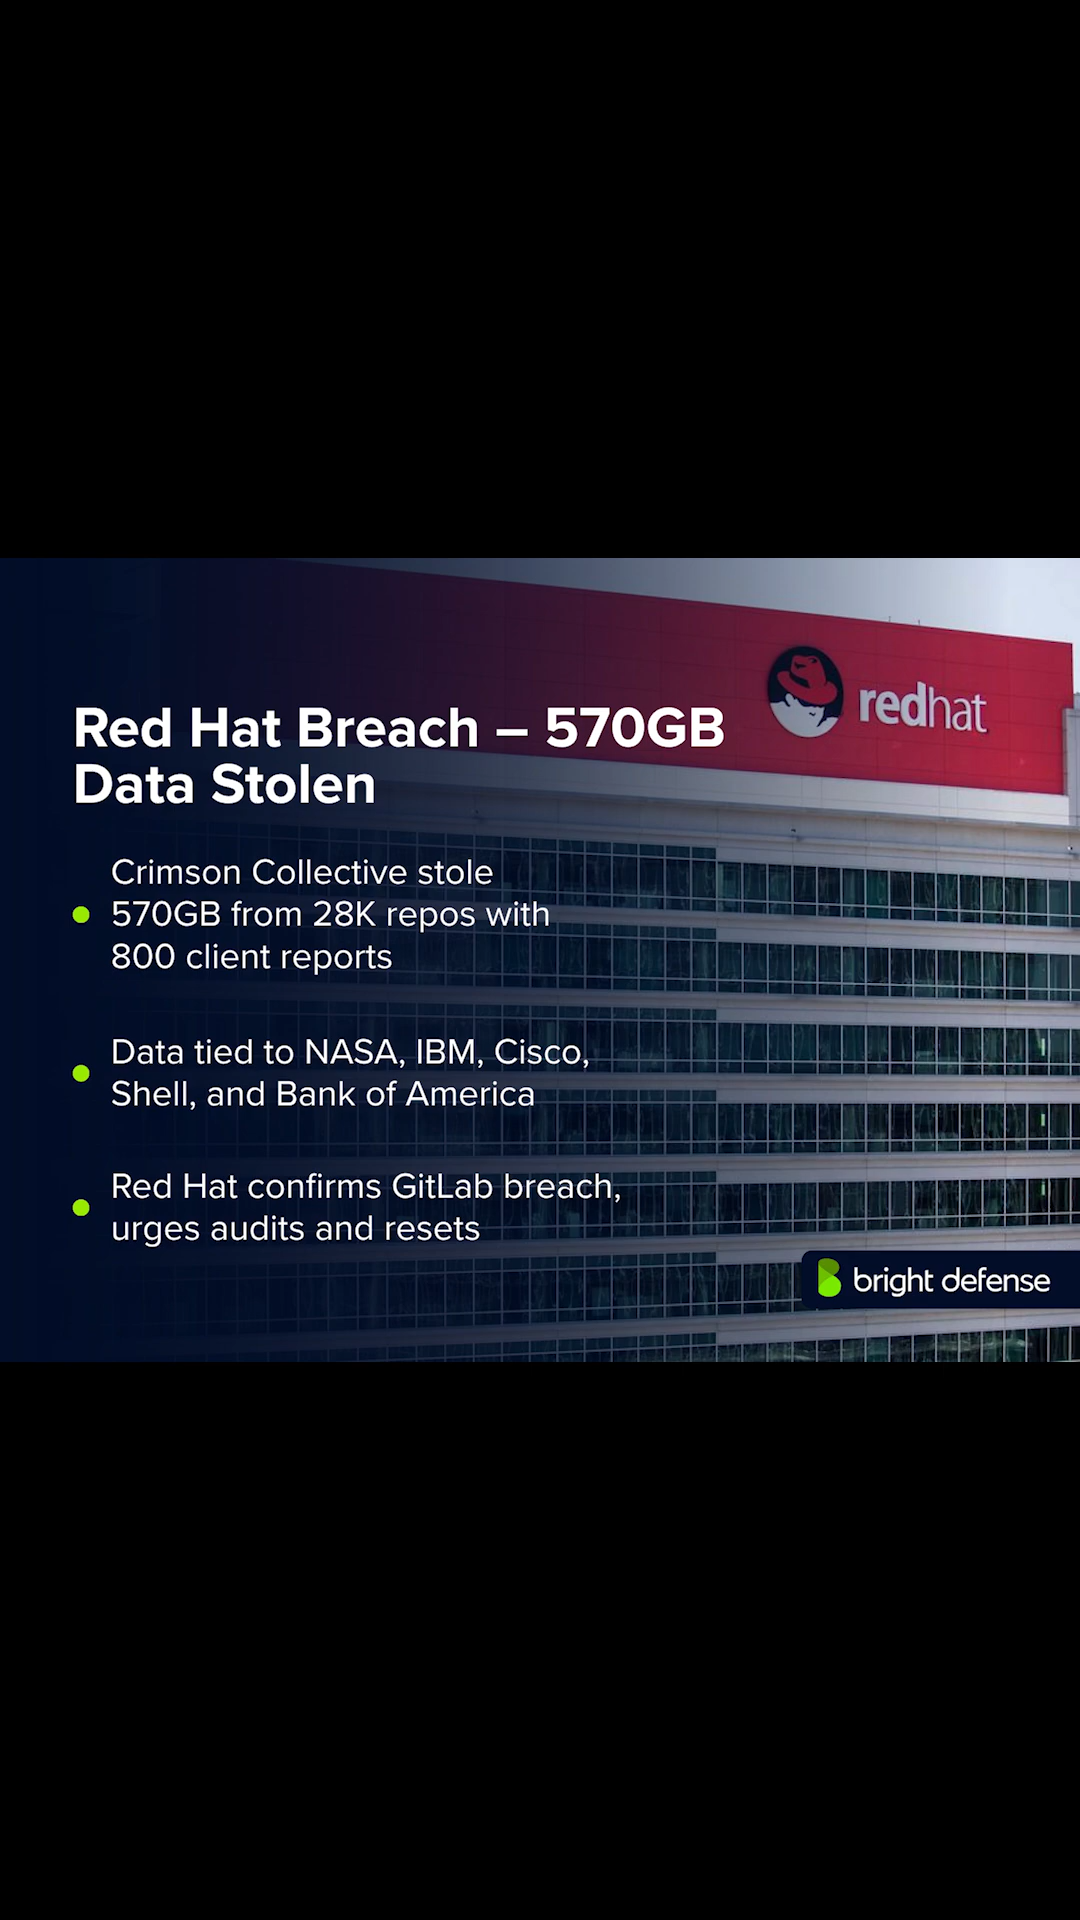 redhat
Red Hat Breach – 570GB
Data Stolen
Crimson Collective stole
570GB from 28K repos with
800 client reports
Data tied to NASA, IBM, Cisco,
Shell, and Bank of America
Red Hat confirms GitLab breach,
urges audits and resets
bright defense